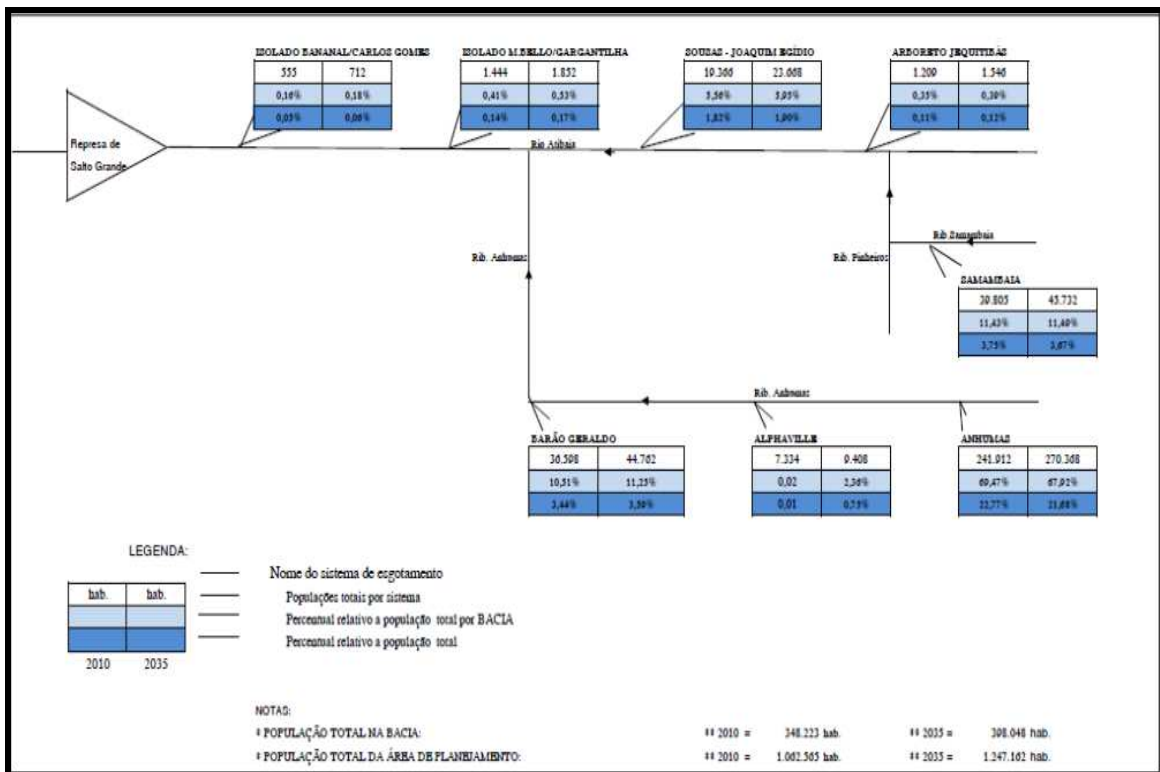 ISOLADO BANANAL/CARLOS GOMES
555 712
0,16% 0,18%
0,05% 0,06%
ISOLADO M.BELLO/GARGANTILHA
1.444 1.852
0,41% 0,53%
0,14% 0,17%
SOUSAS - JOAQUIM EGÍDIO
19.366 23.668
5,56% 5,95%
1,82% 1,90%
ARBORETO JEQUITIBÁS
1.209 1.546
0,35% 0,39%
0,11% 0,12%
Represa de
Salto Grande
Rio Atibaia
Rib. Anhumas
Rib. Pinheiros
Rib Samambaia
SAMAMBAIA
39.805 45.732
11,43% 11,49%
3,75% 3,67%
Rib. Anhumas
BARÃO GERALDO
36.598 44.762
10,51% 11,25%
3,44% 3,59%
ALPHAVILLE
7.334 9.408
0,02 2,36%
0,01 0,75%
ANHUMAS
241.912 270.368
69,47% 67,92%
22,77% 21,68%
LEGENDA:
hab. hab.
2010 2035
Nome do sistema de esgotamento
Populações totais por sistema
Percentual relativo a população total por BACIA
Percentual relativo a população total
NOTAS:
* POPULAÇÃO TOTAL NA BACIA: ** 2010 = 348.223 hab. ** 2035 = 398.048 hab.
* POPULAÇÃO TOTAL DA ÁREA DE PLANEJAMENTO: ** 2010 = 1.062.565 hab. ** 2035 = 1.247.162 hab.